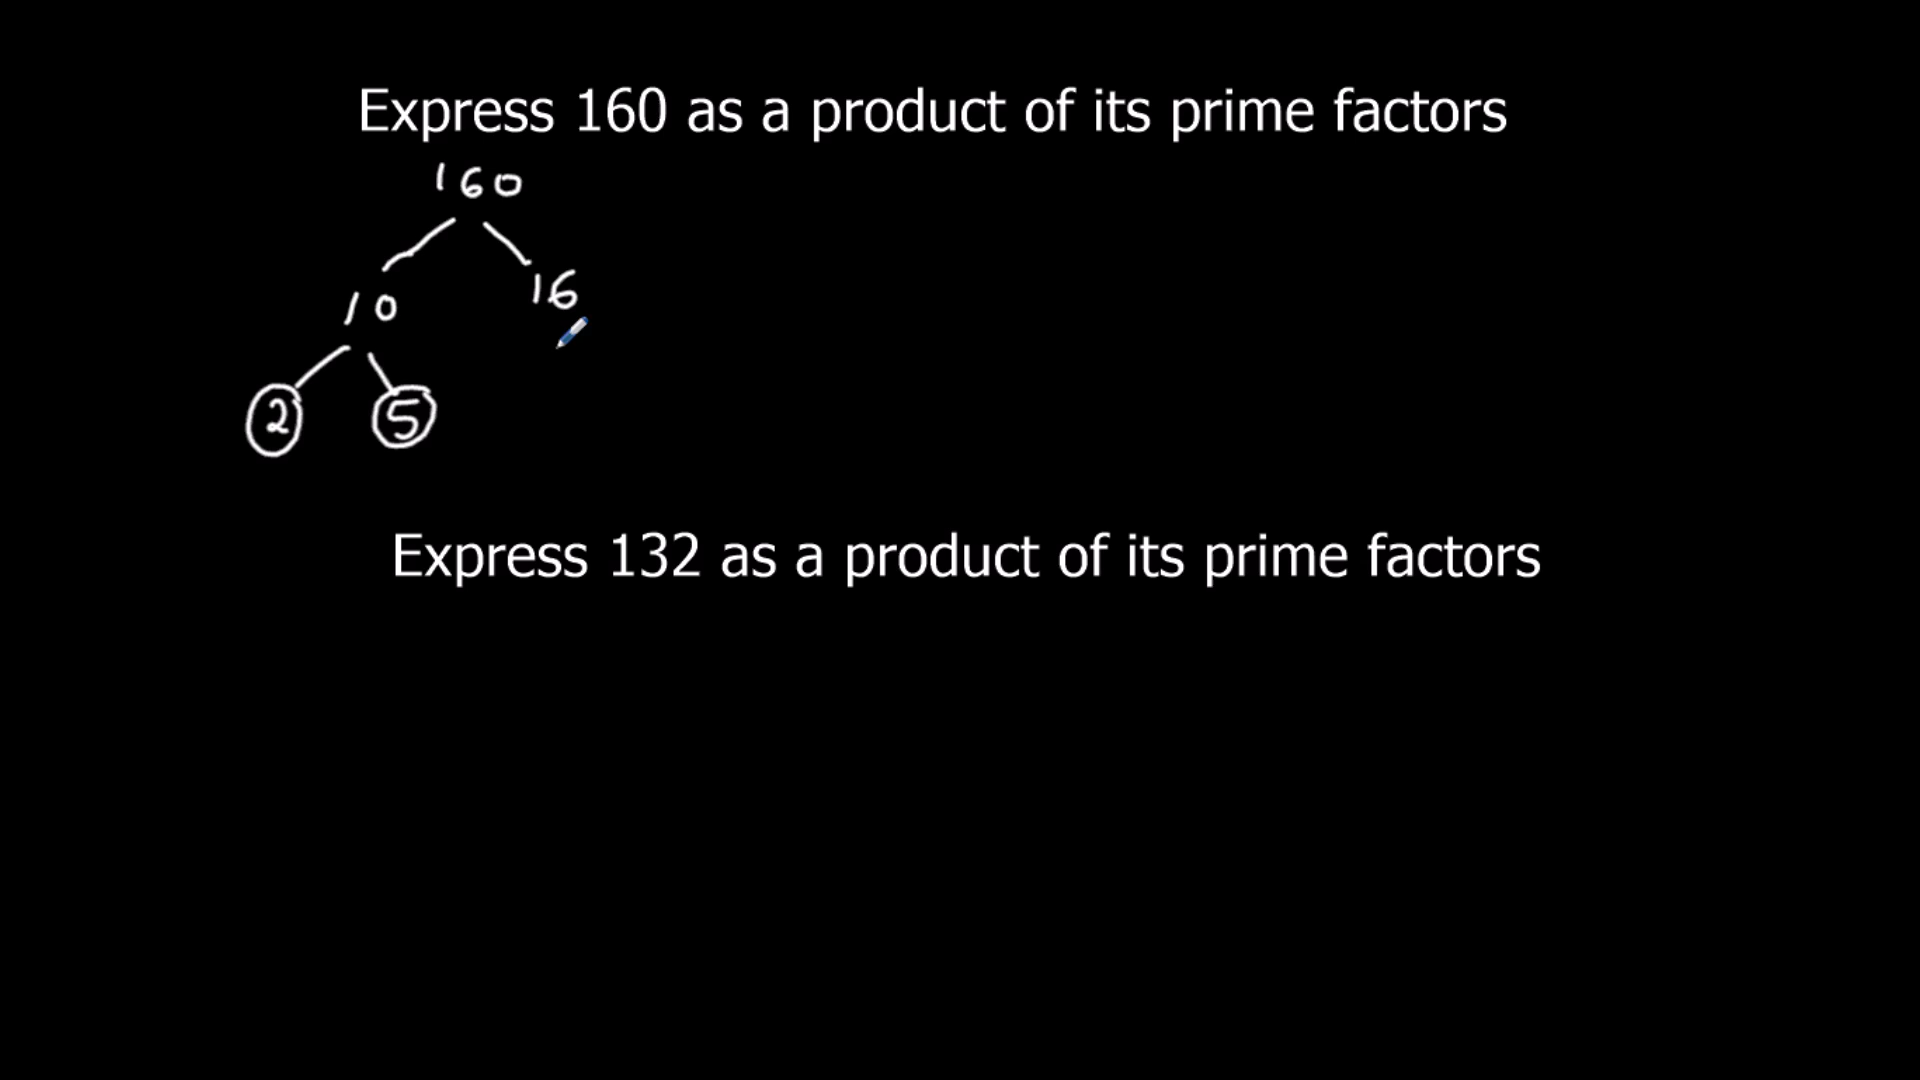 Express 160 as a product of its prime factors
160
10 16
2 5
Express 132 as a product of its prime factors